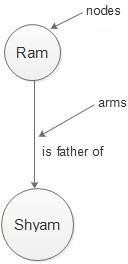 nodes
Ram
arms
is father of
Shyam